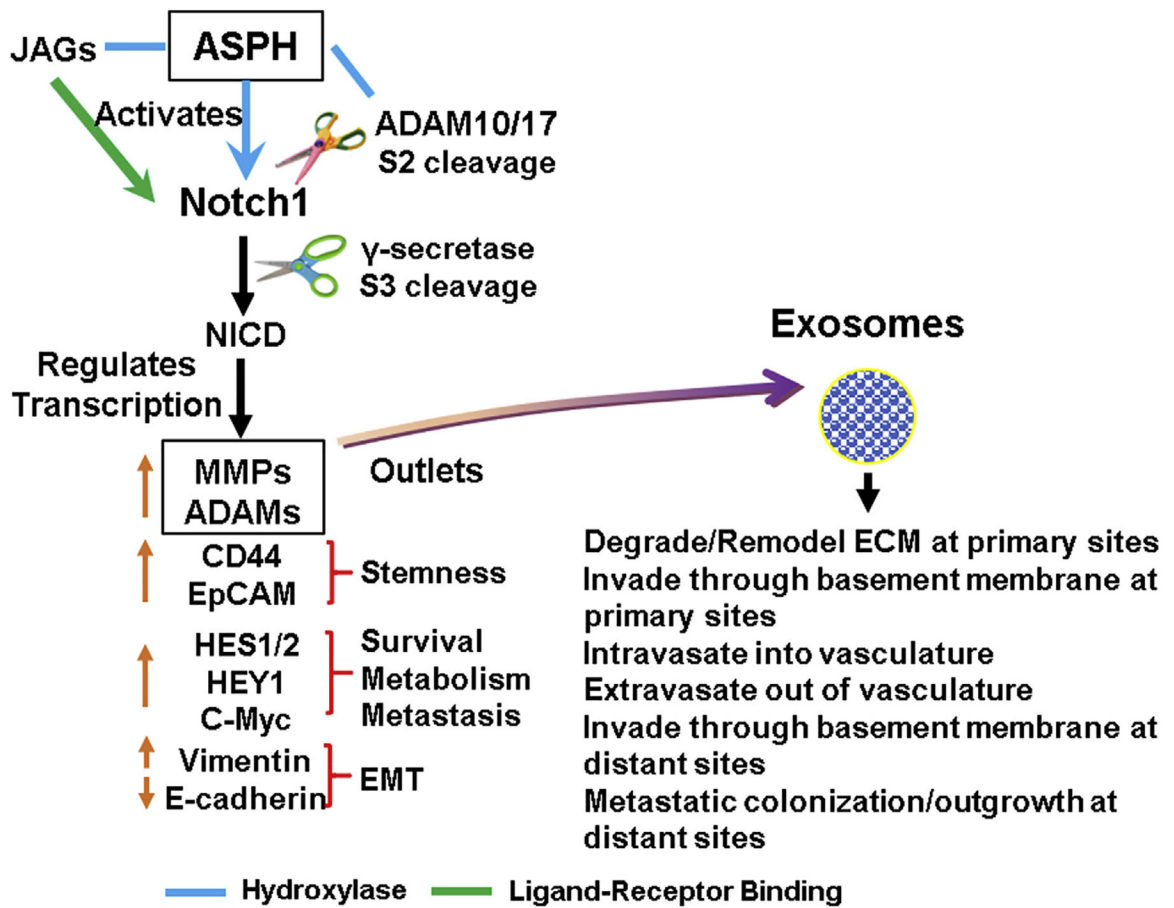 JAGs
ASPH
Activates
ADAM10/17
S2 cleavage
Notch1
γ-secretase
S3 cleavage
NICD
Regulates
Transcription
MMPs
ADAMs
Outlets
CD44
EpCAM
Stemness
HES1/2
HEY1
C-Myc
Survival
Metabolism
Metastasis
Vimentin
E-cadherin
EMT
Exosomes
Degrade/Remodel ECM at primary sites
Invade through basement membrane at
primary sites
Intravasate into vasculature
Extravasate out of vasculature
Invade through basement membrane at
distant sites
Metastatic colonization/outgrowth at
distant sites
Hydroxylase
Ligand-Receptor Binding